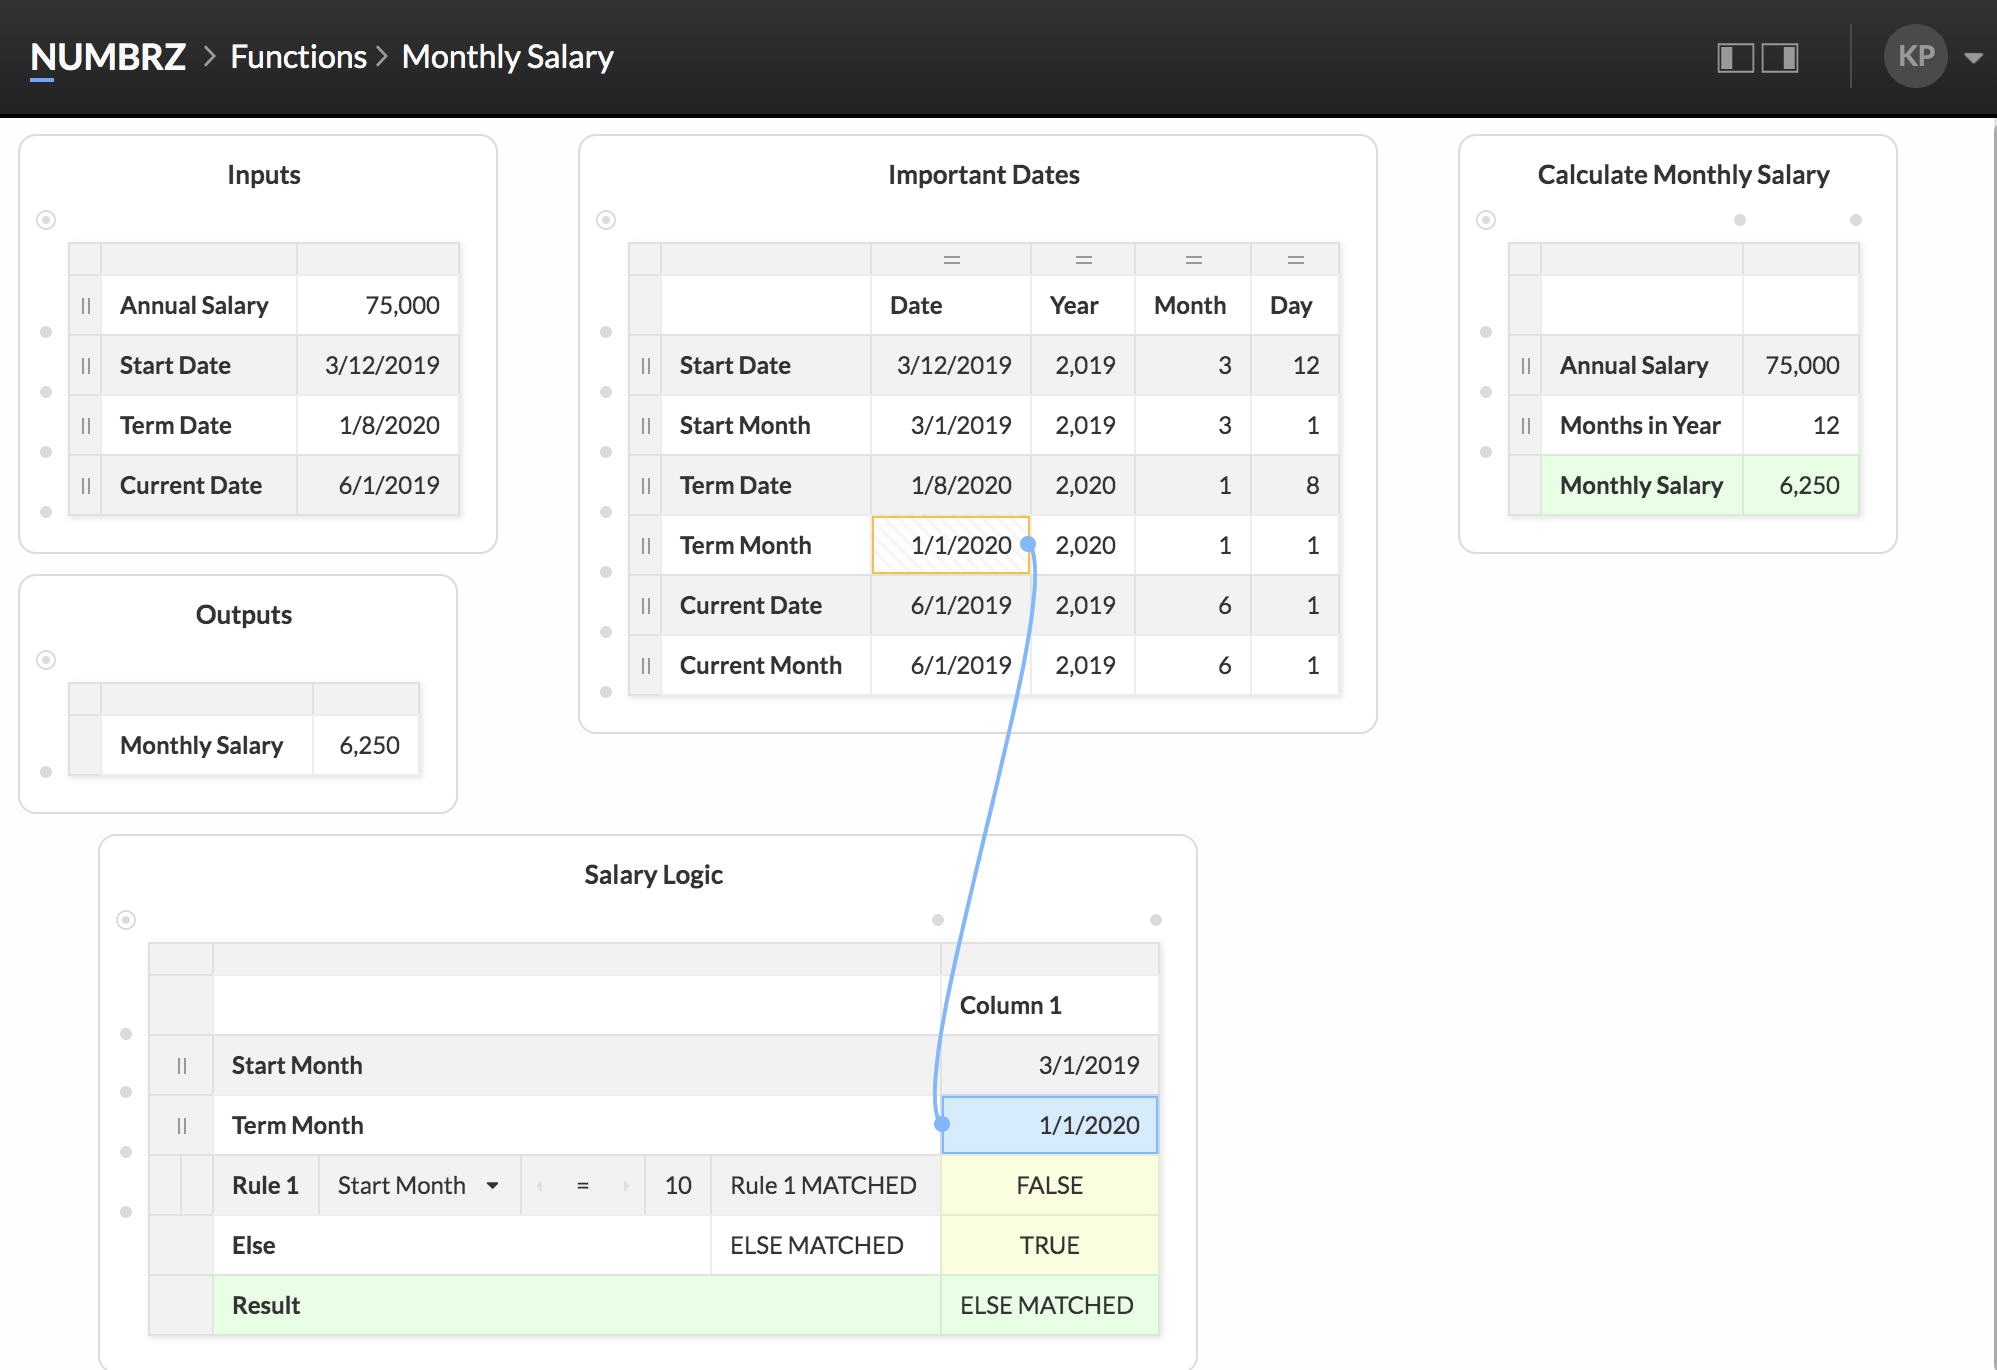 NUMBRZ > Functions > Monthly Salary
KP
Inputs
Annual Salary 75,000
Start Date 3/12/2019
Term Date 1/8/2020
Current Date 6/1/2019
Outputs
Monthly Salary 6,250
Important Dates
= = = =
Date Year Month Day
Start Date 3/12/2019 2,019 3 12
Start Month 3/1/2019 2,019 3 1
Term Date 1/8/2020 2,020 1 8
Term Month 1/1/2020 2,020 1 1
Current Date 6/1/2019 2,019 6 1
Current Month 6/1/2019 2,019 6 1
Calculate Monthly Salary
Annual Salary 75,000
Months in Year 12
Monthly Salary 6,250
Salary Logic
Column 1
Start Month 3/1/2019
Term Month 1/1/2020
Rule 1 Start Month = 10 Rule 1 MATCHED FALSE
Else ELSE MATCHED TRUE
Result ELSE MATCHED